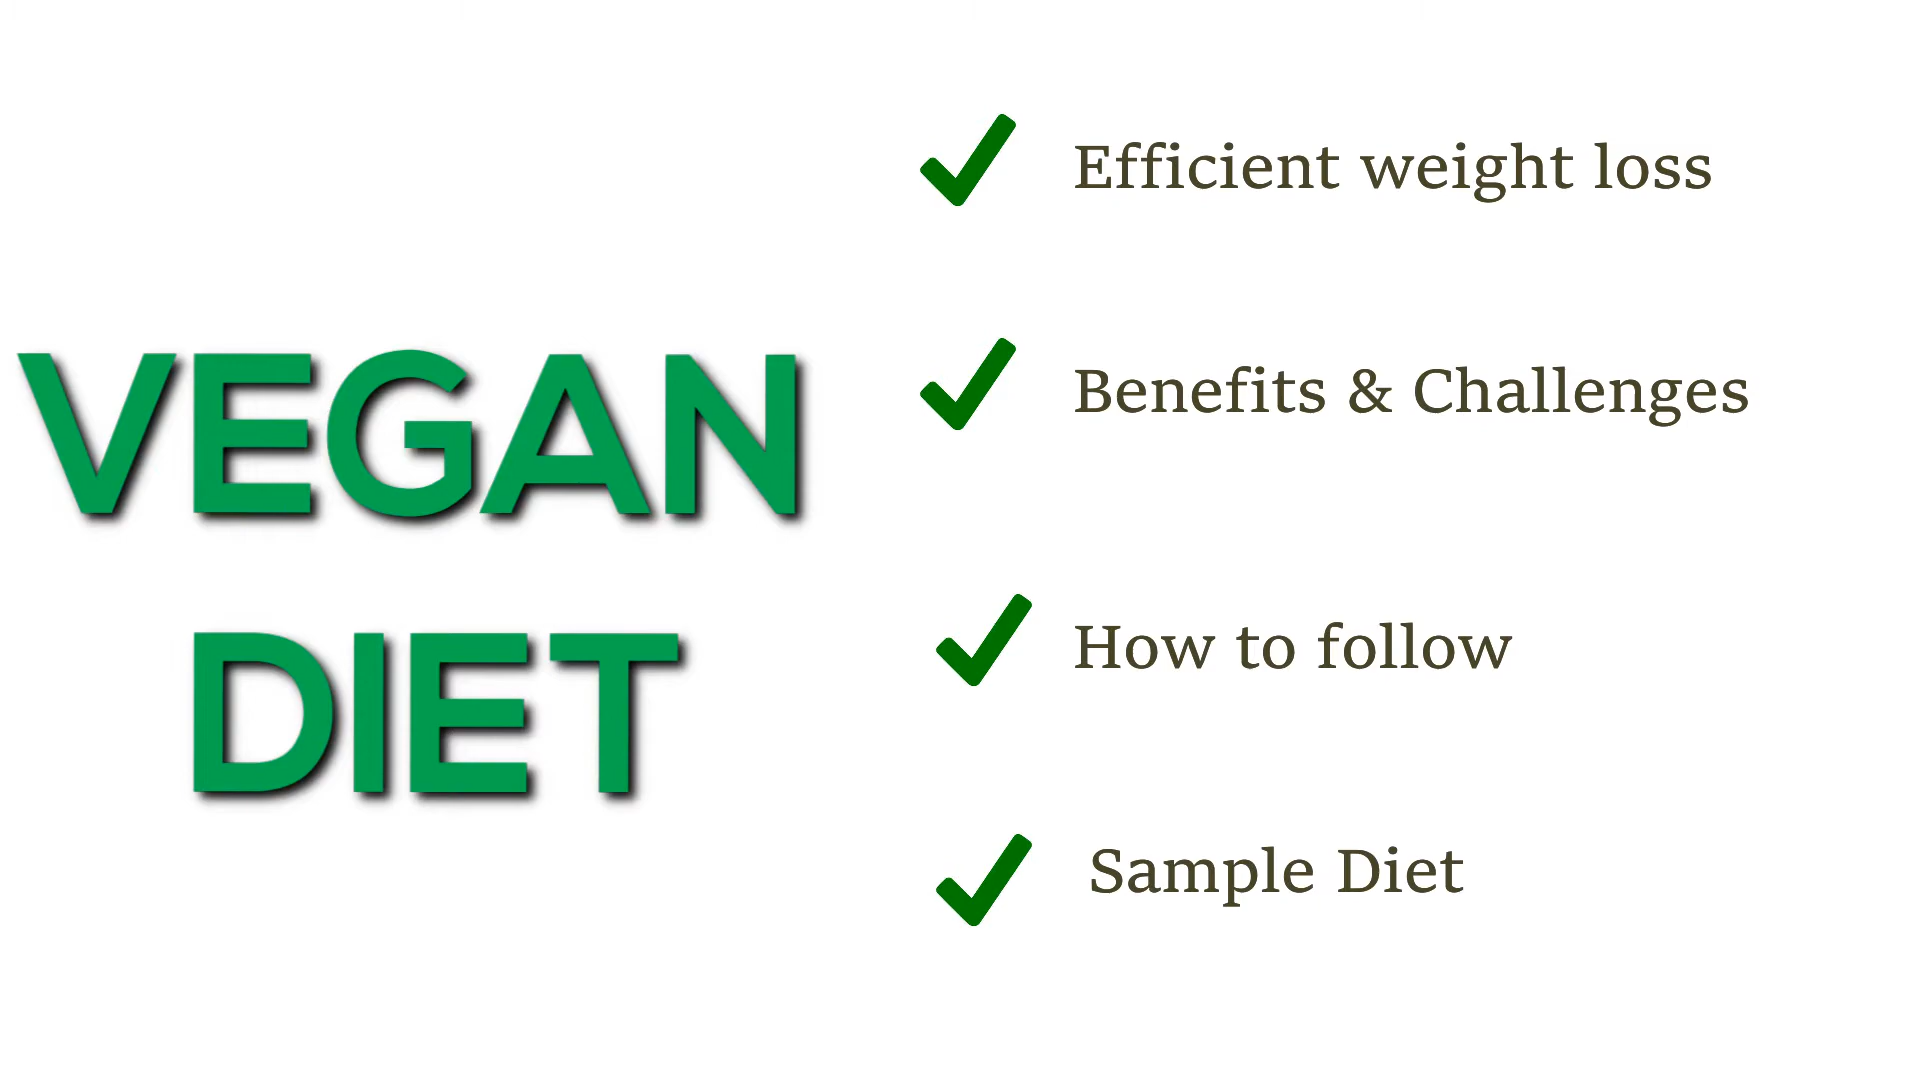 VEGAN
DIET
Efficient weight loss
Benefits & Challenges
How to follow
Sample Diet